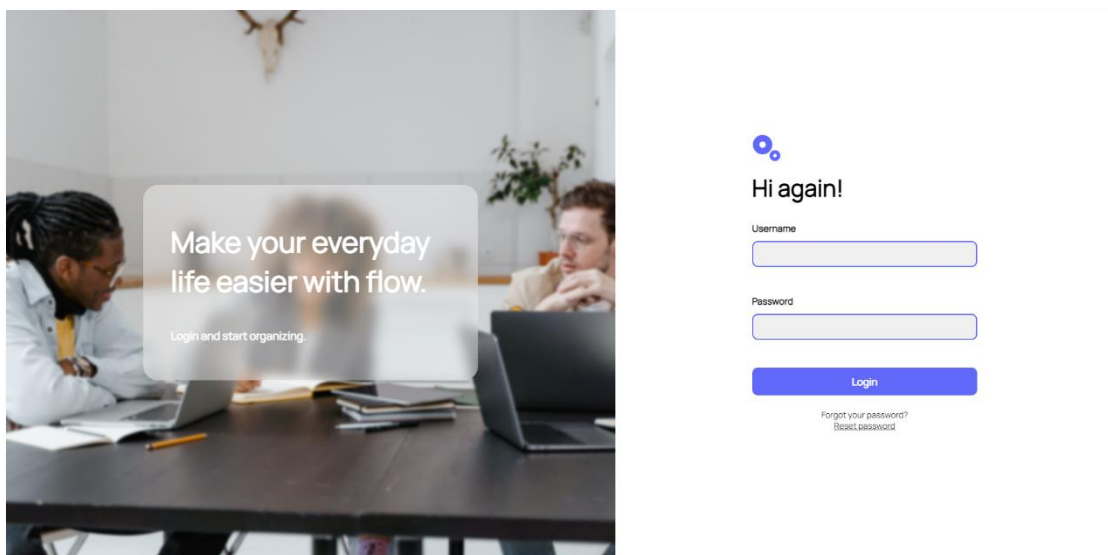 Make your everyday
life easier with flow.
Login and start organizing.
Hi again!
Username
Password
Login
Forgot your password?
Reset password